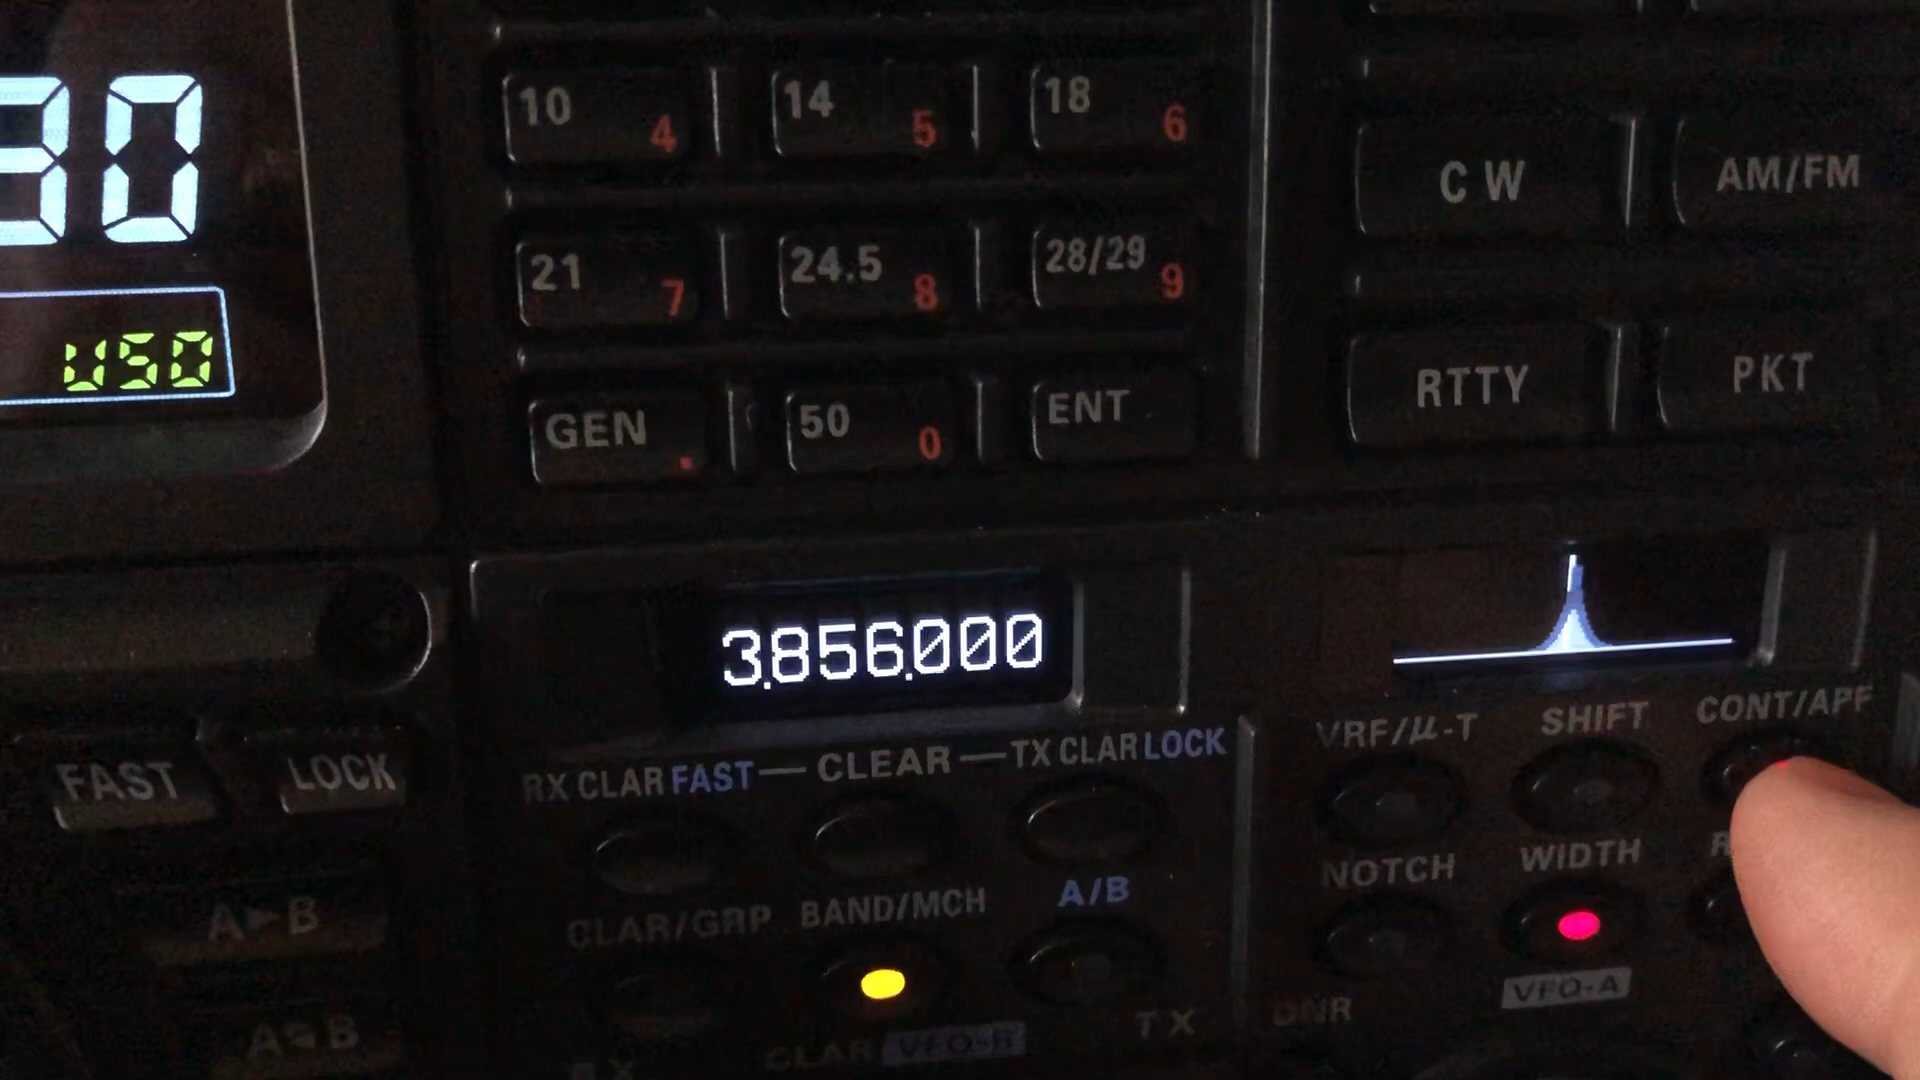 30
USO
10 4
14 5
18 6
21 7
24.5 8
28/29 9
GEN .
50 0
ENT
CW
AM/FM
RTTY
PKT
3.856.000
FAST
LOCK
RX CLAR FAST — CLEAR — TX CLAR LOCK
VRF/μ-T
SHIFT
CONT/APF
CLAR/GRP
BAND/MCH
A/B
NOTCH
WIDTH
A►B
A◄B
CLAR VFO-B
TX
DNR
VFO-A